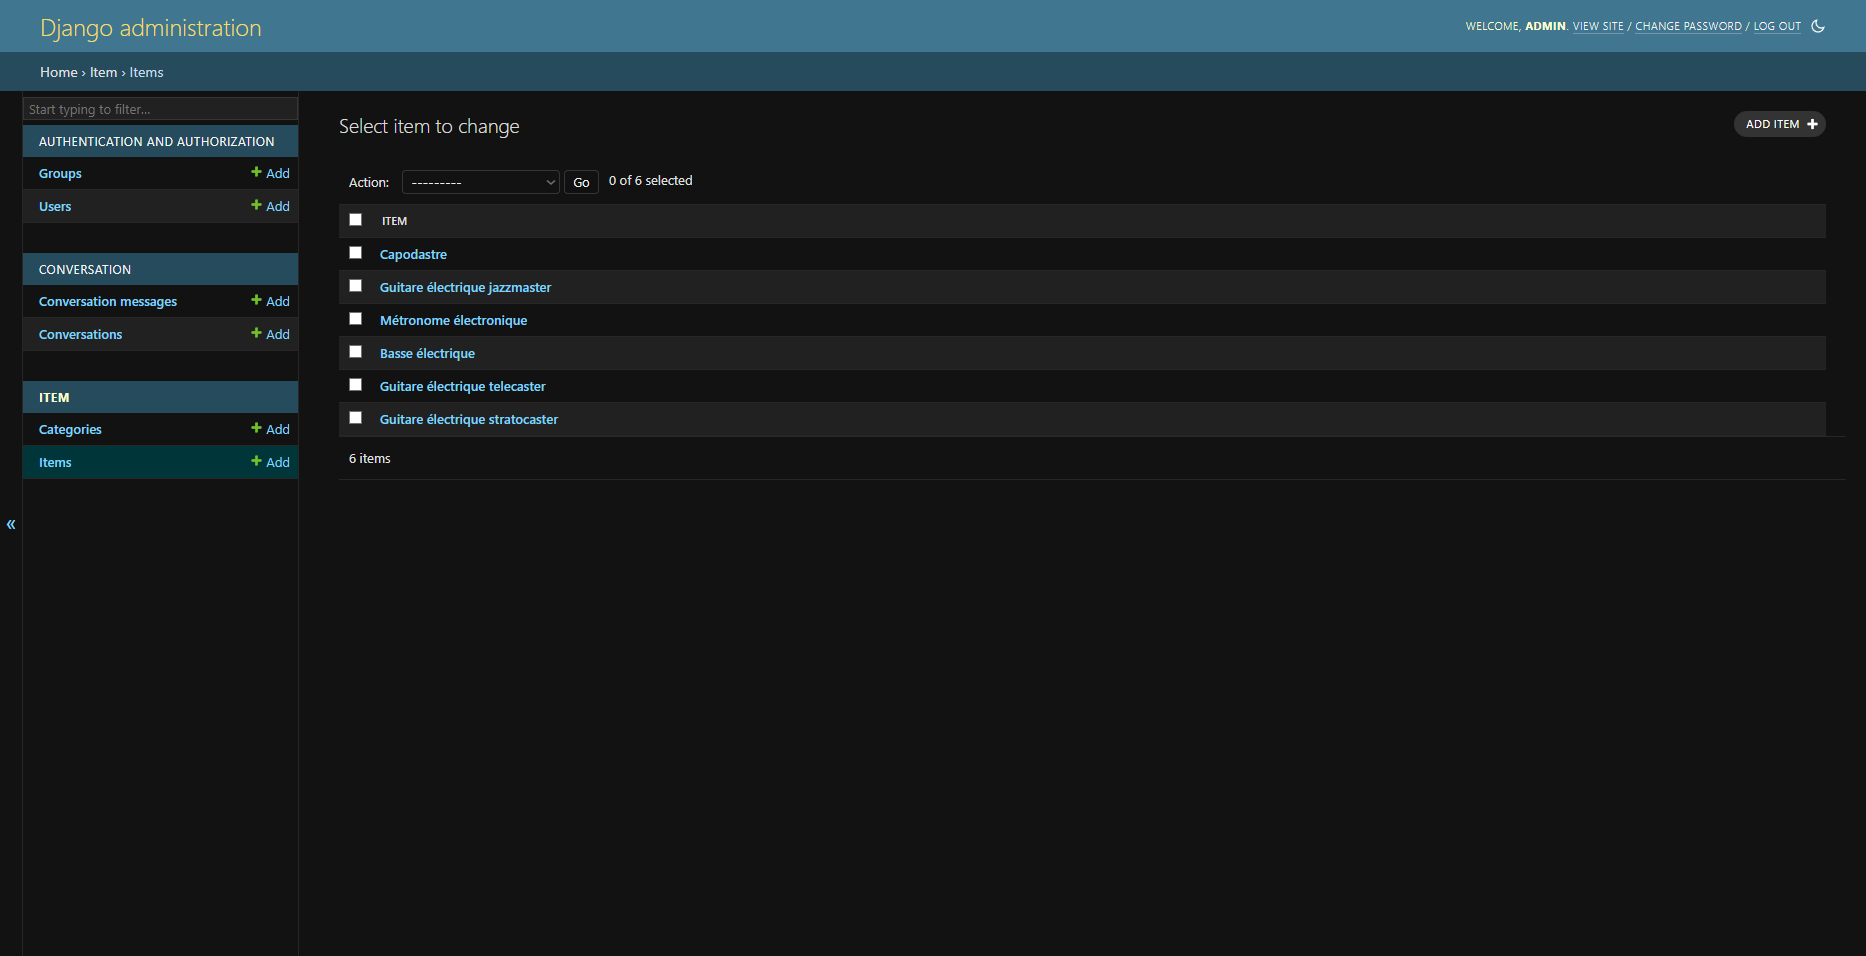 Django administration
WELCOME, ADMIN. VIEW SITE / CHANGE PASSWORD / LOG OUT
Home › Item › Items
Start typing to filter...
AUTHENTICATION AND AUTHORIZATION
Groups + Add
Users + Add
CONVERSATION
Conversation messages + Add
Conversations + Add
ITEM
Categories + Add
Items + Add
«
Select item to change
ADD ITEM +
Action: --------- Go 0 of 6 selected
ITEM
Capodastre
Guitare électrique jazzmaster
Métronome électronique
Basse électrique
Guitare électrique telecaster
Guitare électrique stratocaster
6 items